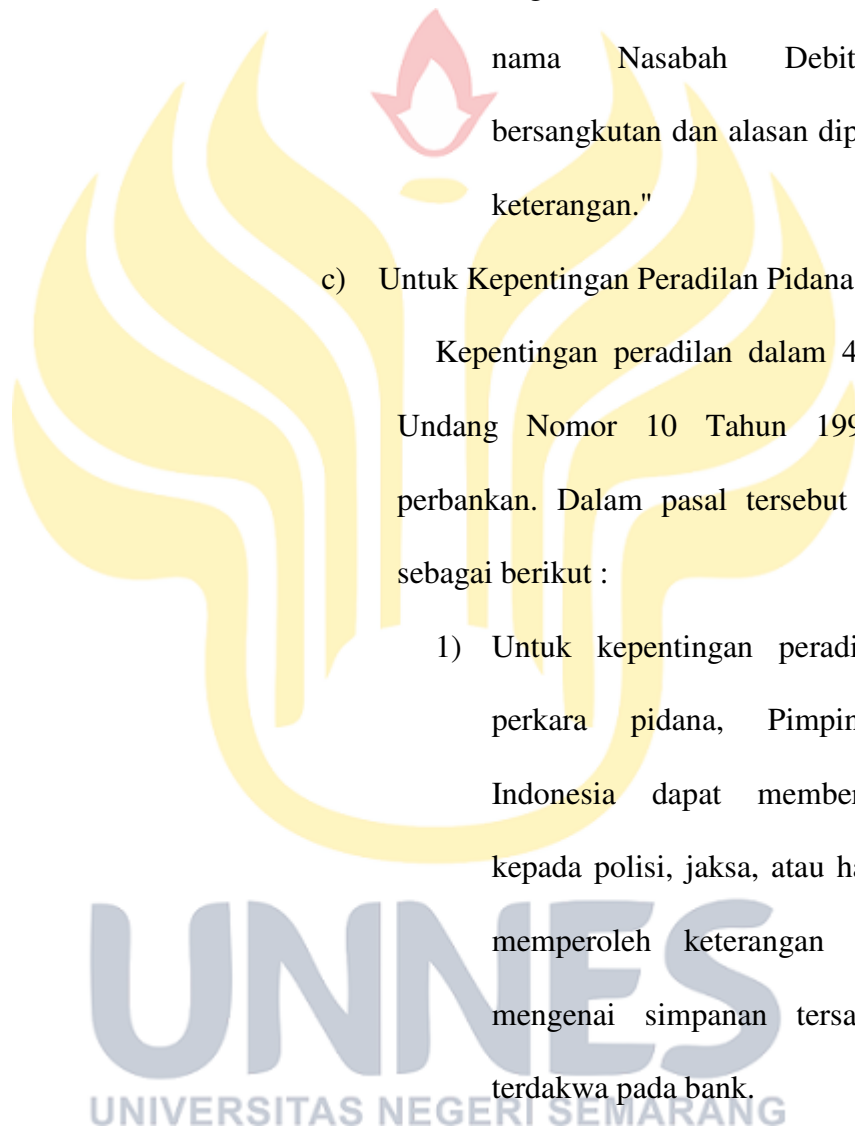 nama Nasabah Debit
bersangkutan dan alasan dip
keterangan."
c) Untuk Kepentingan Peradilan Pidana
Kepentingan peradilan dalam 4
Undang Nomor 10 Tahun 199
perbankan. Dalam pasal tersebut
sebagai berikut :
1) Untuk kepentingan peradi
perkara pidana, Pimpin
Indonesia dapat member
kepada polisi, jaksa, atau ha
memperoleh keterangan
mengenai simpanan tersa
terdakwa pada bank.
UNNES
UNIVERSITAS NEGERI SEMARANG